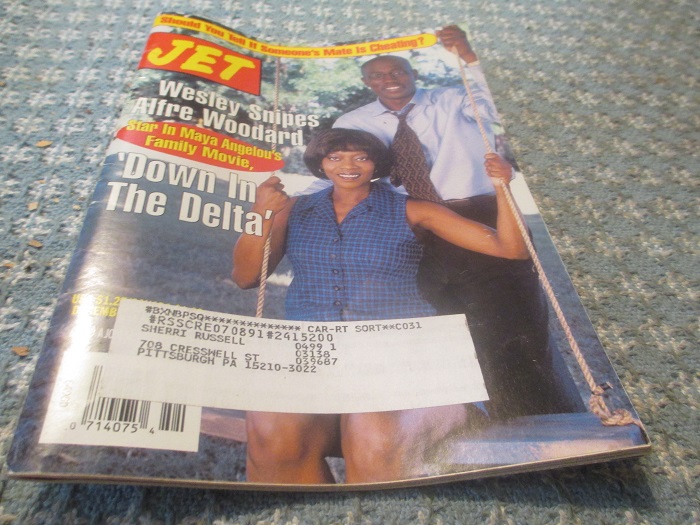 Should You Tell If Someone's Mate Is Cheating?
JET
Wesley Snipes
Alfre Woodard
Star In Maya Angelou's
Family Movie,
'Down In
The Delta'
#BXNBPSQ*************** CAR-RT SORT**C031
#RSSCRE070891#2415200
SHERRI RUSSELL 0499 1
708 CRESSWELL ST 03138
PITTSBURGH PA 15210-3022 039687
0 714075 4